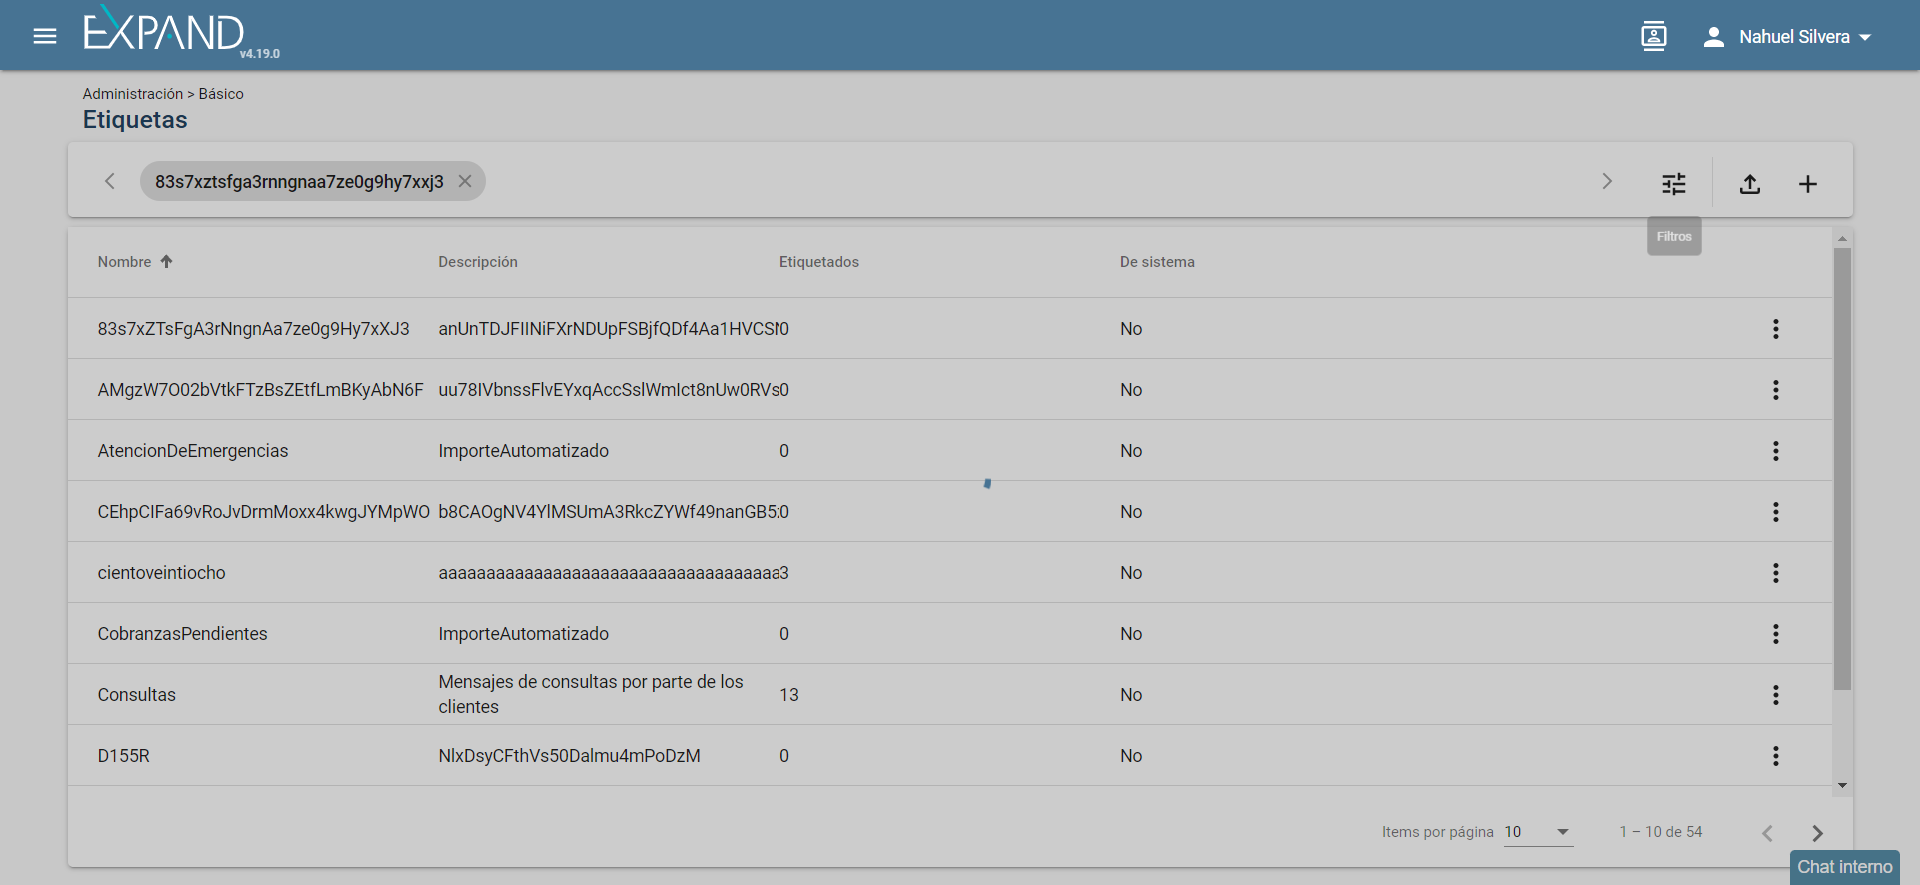 EXPAND
v4.19.0
Nahuel Silvera
Administración > Básico
Etiquetas
83s7xztsfga3rnngnaa7ze0g9hy7xxj3
Filtros
Nombre Descripción Etiquetados De sistema
83s7xZTsFgA3rNngnAa7ze0g9Hy7xXJ3 anUnTDJFIINiFXrNDUpFSBjfQDf4Aa1HVCSI 0 No
AMgzW7O02bVtkFTzBsZEtfLmBKyAbN6F uu78IVbnssFlvEYxqAccSslWmIct8nUw0RVs 0 No
AtencionDeEmergencias ImporteAutomatizado 0 No
CEhpCIFa69vRoJvDrmMoxx4kwgJYMpWO b8CAOgNV4YlMSUmA3RkcZYWf49nanGB5 0 No
cientoveintiocho aaaaaaaaaaaaaaaaaaaaaaaaaaaaaaaaaaaa 3 No
CobranzasPendientes ImporteAutomatizado 0 No
Consultas Mensajes de consultas por parte de los clientes 13 No
D155R NlxDsyCFthVs50Dalmu4mPoDzM 0 No
Items por página 10 1 – 10 de 54
Chat interno